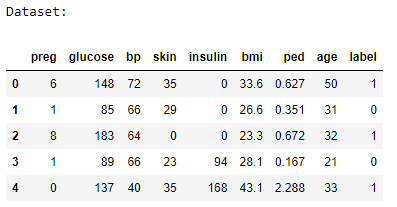 Dataset:
preg glucose bp skin insulin bmi ped age label
0 6 148 72 35 0 33.6 0.627 50 1
1 1 85 66 29 0 26.6 0.351 31 0
2 8 183 64 0 0 23.3 0.672 32 1
3 1 89 66 23 94 28.1 0.167 21 0
4 0 137 40 35 168 43.1 2.288 33 1